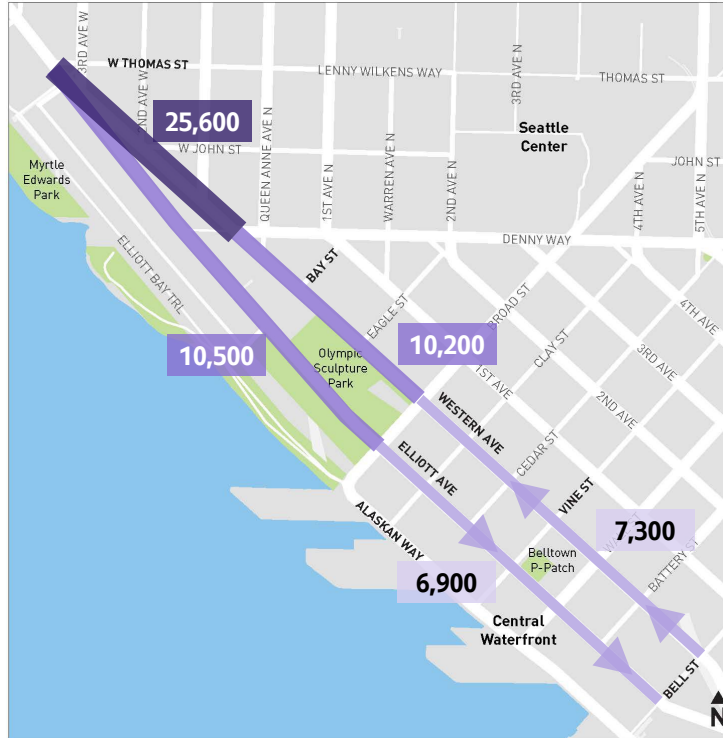 3RD AVE W
W THOMAS ST
LENNY WILKENS WAY
3RD AVE N
THOMAS ST
2ND AVE W
25,600
W JOHN ST
Seattle
Center
Myrtle
Edwards
Park
QUEEN ANNE AVE N
1ST AVE N
WARREN AVE N
2ND AVE N
JOHN ST
4TH AVE N
5TH AVE N
DENNY WAY
ELLIOTT BAY TRL
BAY ST
EAGLE ST
BROAD ST
4TH AVE
CLAY ST
3RD AVE
10,500
Olympic
Sculpture
Park
10,200
1ST AVE
2ND AVE
WESTERN AVE
ELLIOTT AVE
CEDAR ST
VINE ST
ALASKAN WAY
7,300
Belltown
P-Patch
BATTERY ST
6,900
Central
Waterfront
BELL ST
N